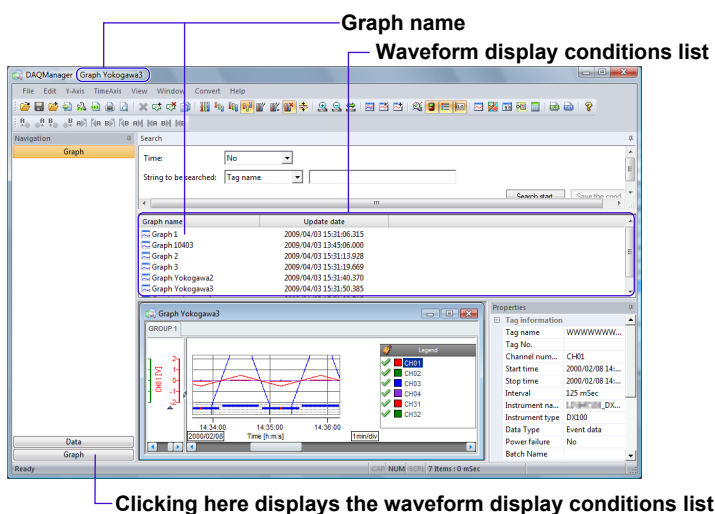 Graph name
Waveform display conditions list
DAQManager Graph Yokogawa3
File Edit Y-Axis TimeAxis View Window Convert Help
Navigation
Graph
Search
Time: No
String to be searched: Tag name
Search start Save the cond
Graph name Update date
Graph 1 2009/04/03 15:31:06.315
Graph 10403 2009/04/03 13:45:06.000
Graph 2 2009/04/03 15:31:13.928
Graph 3 2009/04/03 15:31:19.669
Graph Yokogawa2 2009/04/03 15:31:40.370
Graph Yokogawa3 2009/04/03 15:31:50.385
Graph Yokogawa3
GROUP 1
CH01 [V]
2
1
0
-1
-2
14:34:00 14:35:00 14:36:00
2000/02/08 Time [h:m:s] 1min/div
Legend
CH01
CH02
CH03
CH04
CH31
CH32
Properties
Tag information
Tag name WWWWWWW...
Tag No.
Channel num... CH01
Start time 2000/02/08 14:...
Stop time 2000/02/08 14:...
Interval 125 mSec
Instrument na... _DX...
Instrument type DX100
Data Type Event data
Power failure No
Batch Name
Data
Graph
Ready
CAP NUM SCRL 7 Items : 0 mSec
Clicking here displays the waveform display conditions list